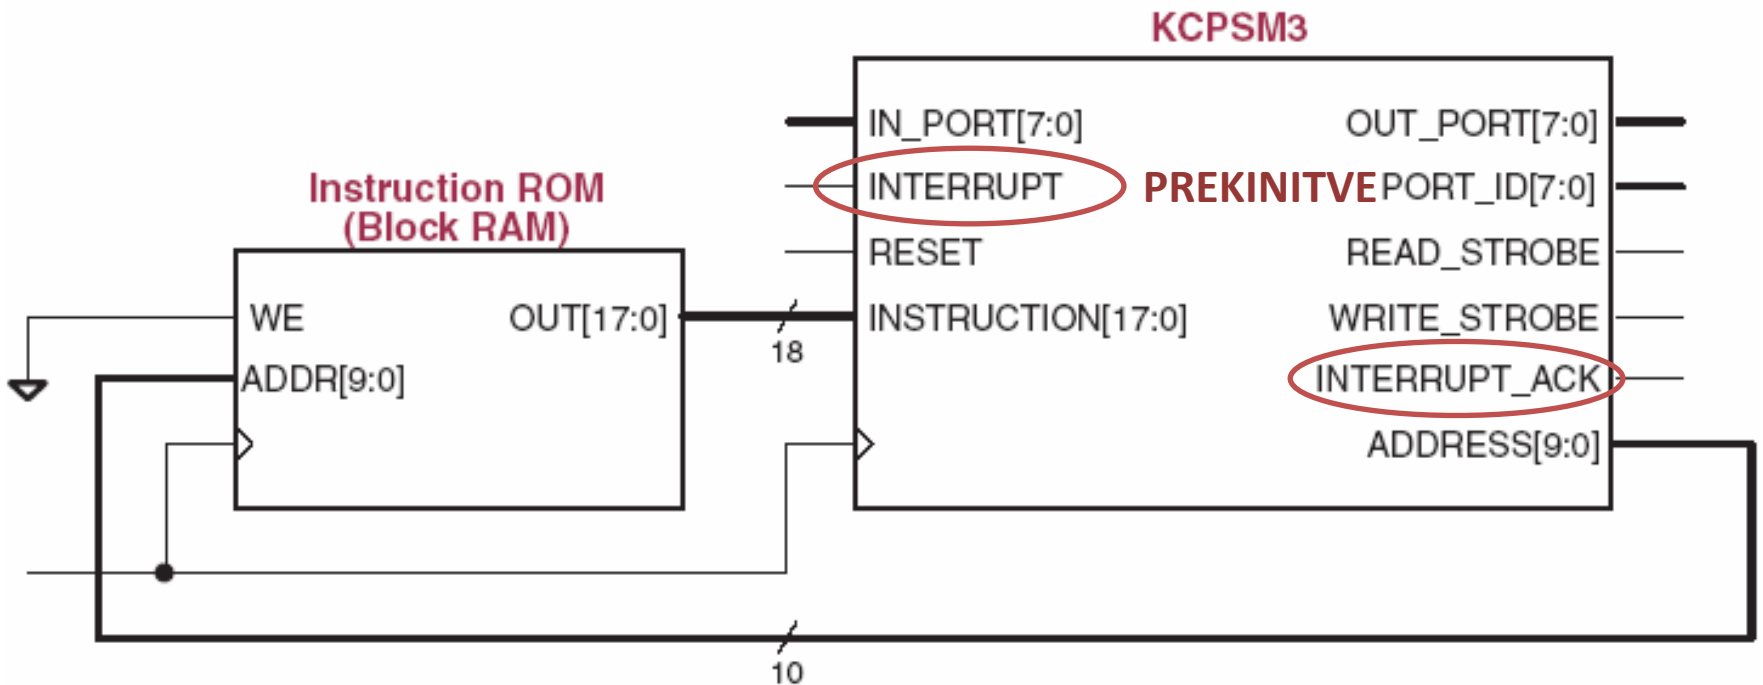 KCPSM3
IN_PORT[7:0]
OUT_PORT[7:0]
INTERRUPT
PREKINITVE
PORT_ID[7:0]
Instruction ROM
(Block RAM)
RESET
READ_STROBE
WE
OUT[17:0]
18
INSTRUCTION[17:0]
WRITE_STROBE
ADDR[9:0]
INTERRUPT_ACK
ADDRESS[9:0]
10